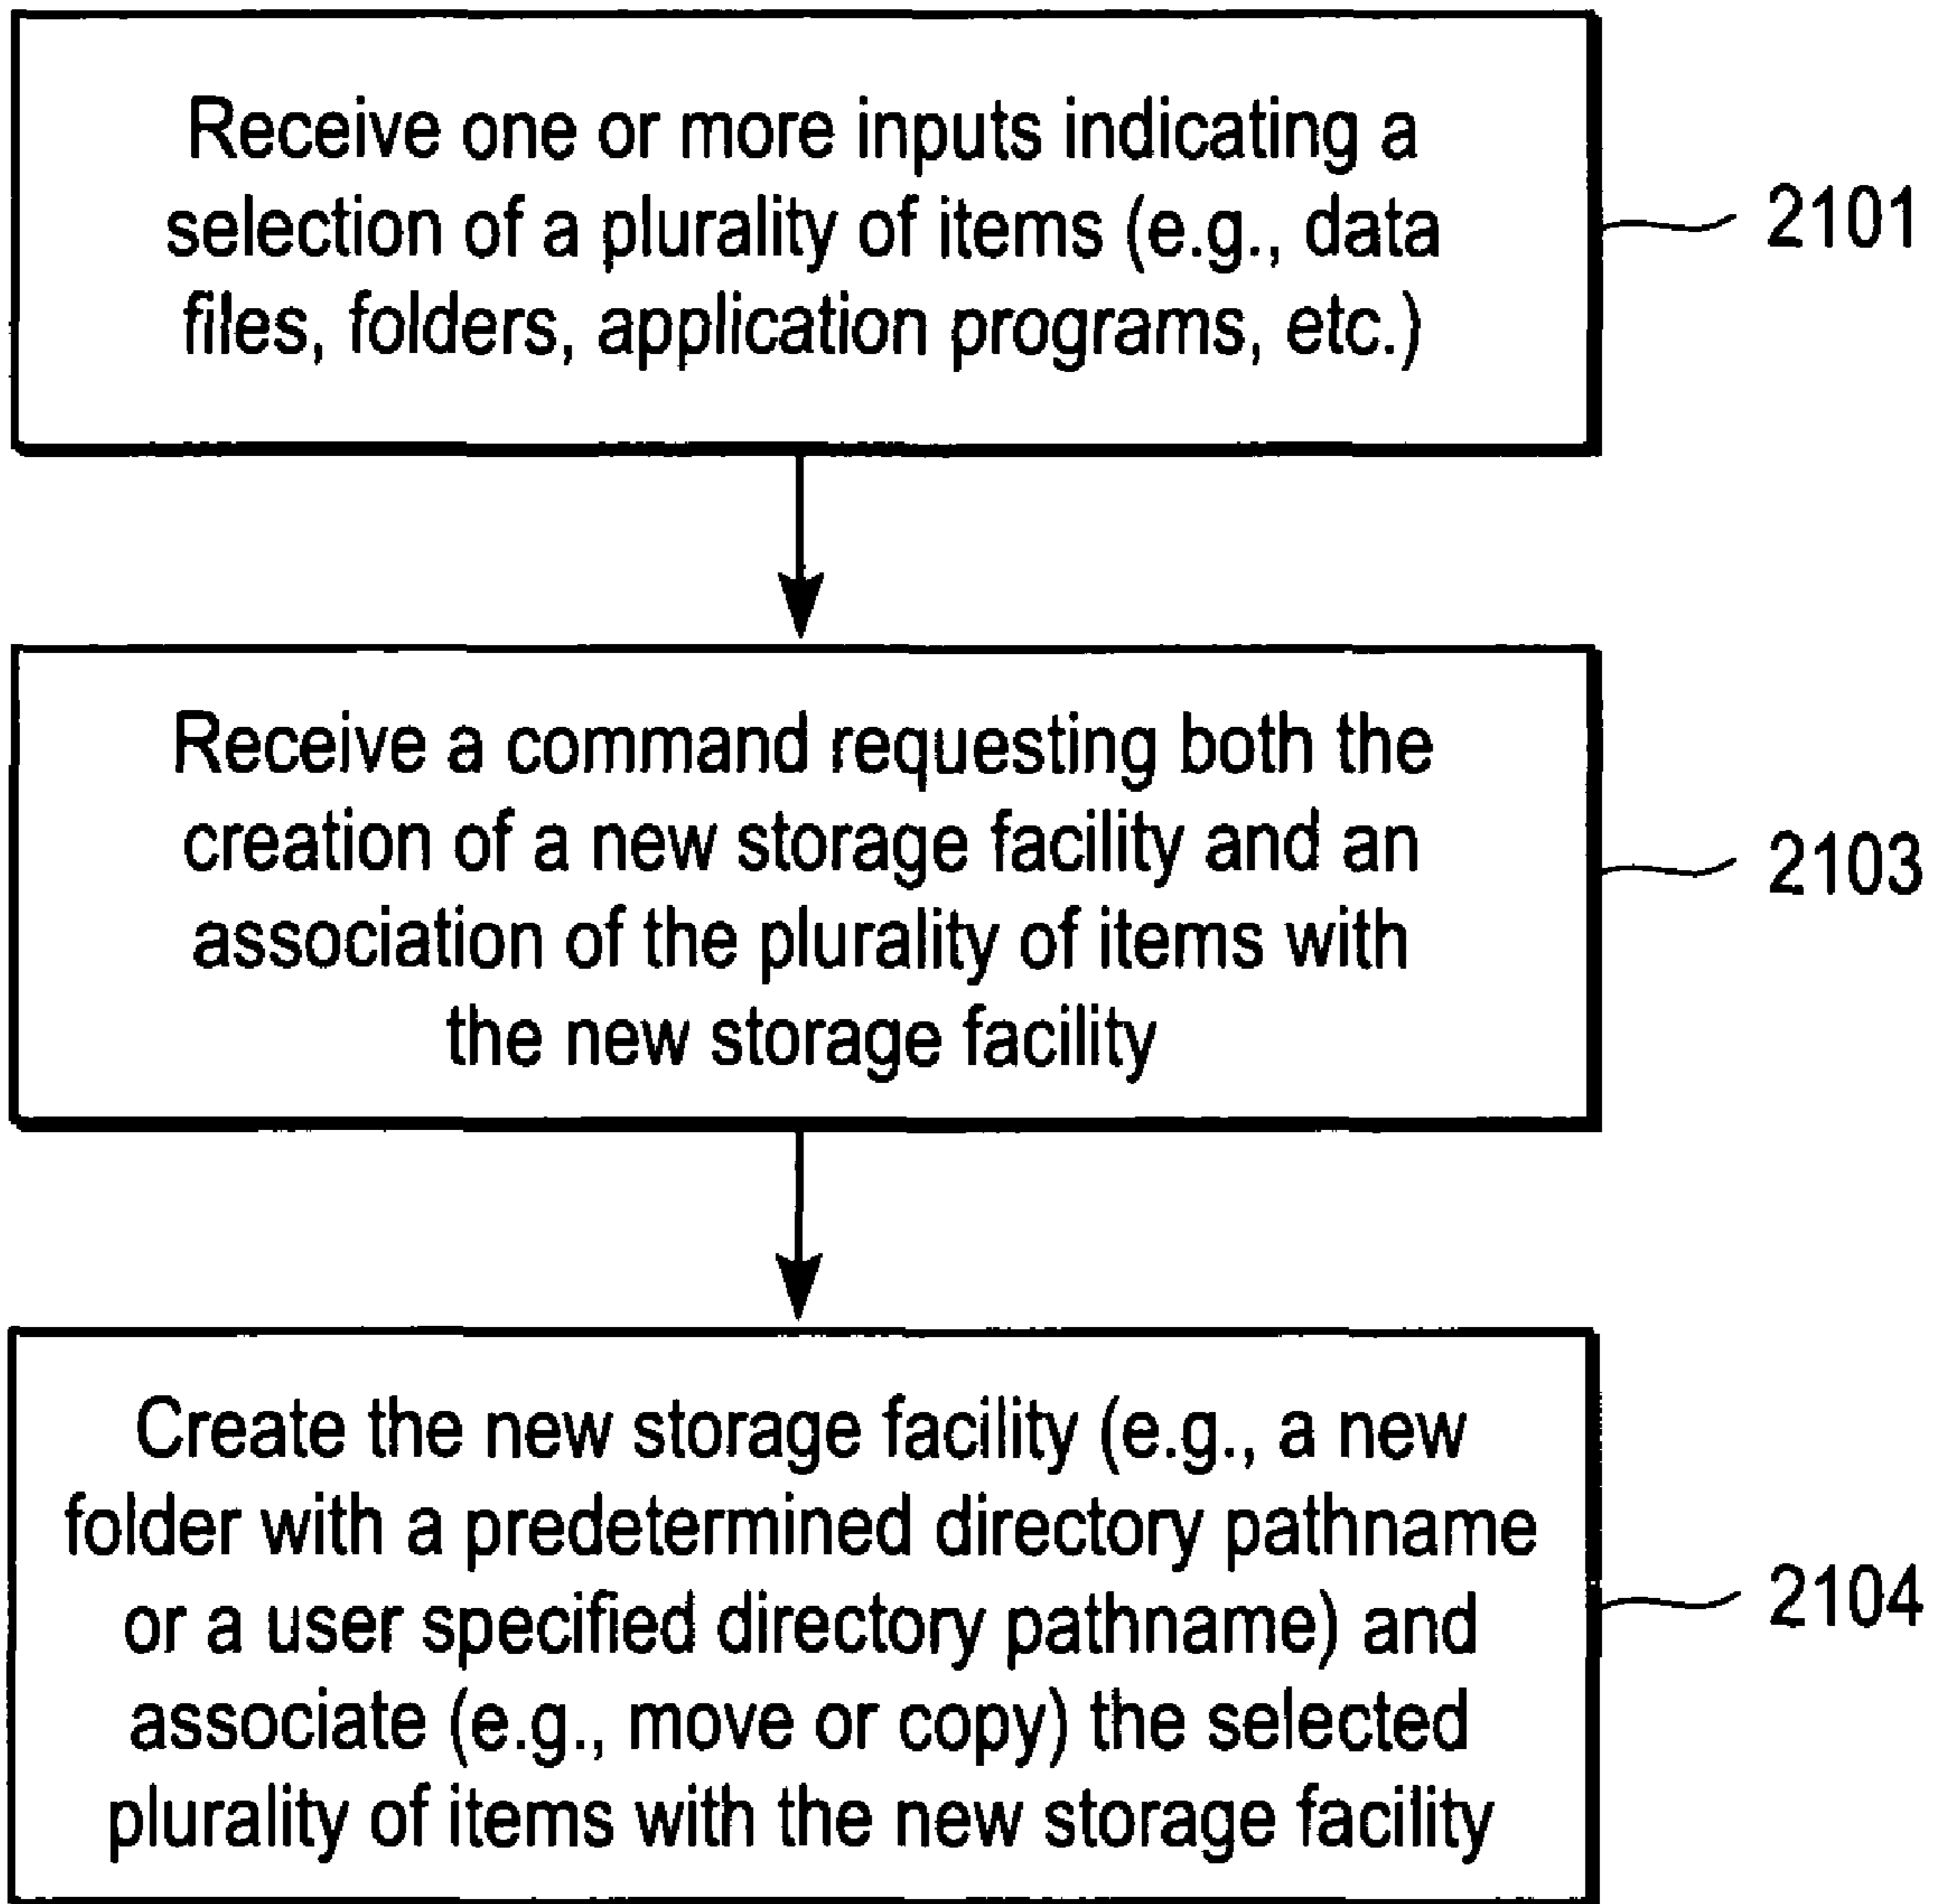 Receive one or more inputs indicating a
selection of a plurality of items (e.g., data
files, folders, application programs, etc.)
2101
Receive a command requesting both the
creation of a new storage facility and an
association of the plurality of items with
the new storage facility
2103
Create the new storage facility (e.g., a new
folder with a predetermined directory pathname
or a user specified directory pathname) and
associate (e.g., move or copy) the selected
plurality of items with the new storage facility
2104